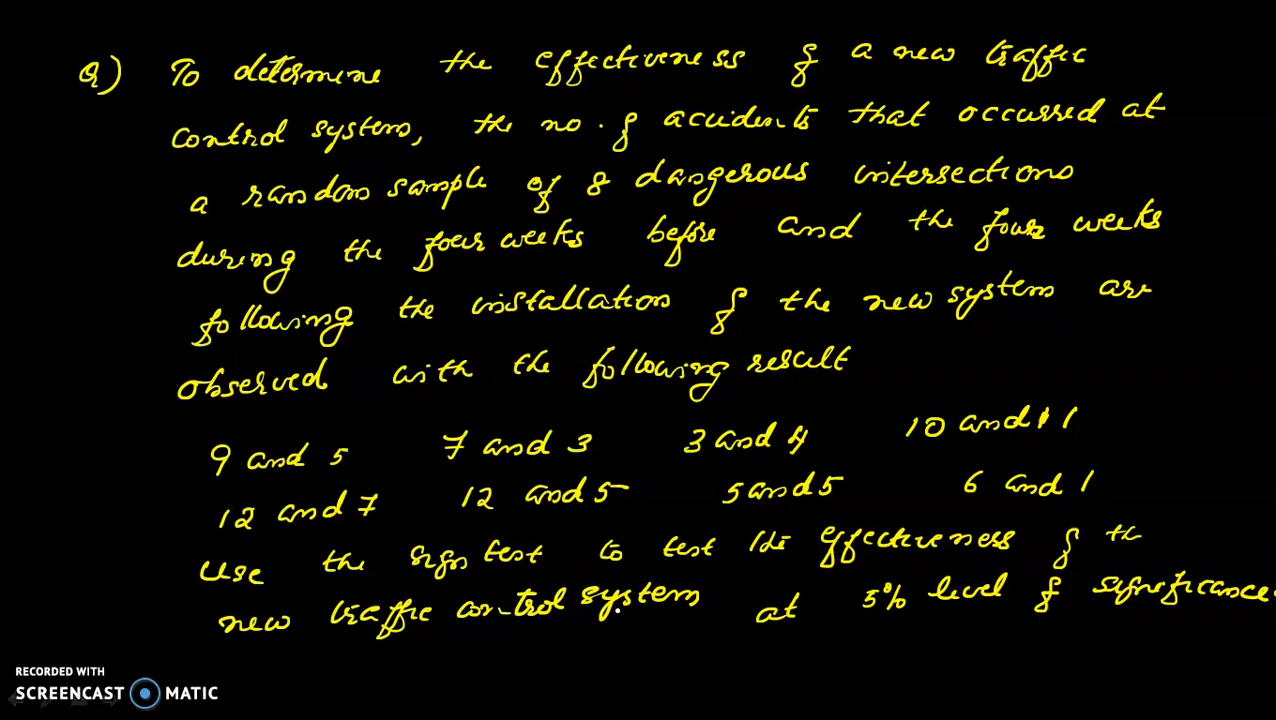 Q) To determine the effectiveness of a new traffic
control system, the no. of accidents that occurred at
a random sample of 8 dangerous intersections
during the four weeks before and the four weeks
following the installation of the new system are
observed with the following result
9 and 5 7 and 3 3 and 4 10 and 11
12 and 7 12 and 5 5 and 5 6 and 1
Use the sign test to test the effectiveness of th
new traffic control system at 5% level of significance.
RECORDED WITH
SCREENCAST MATIC